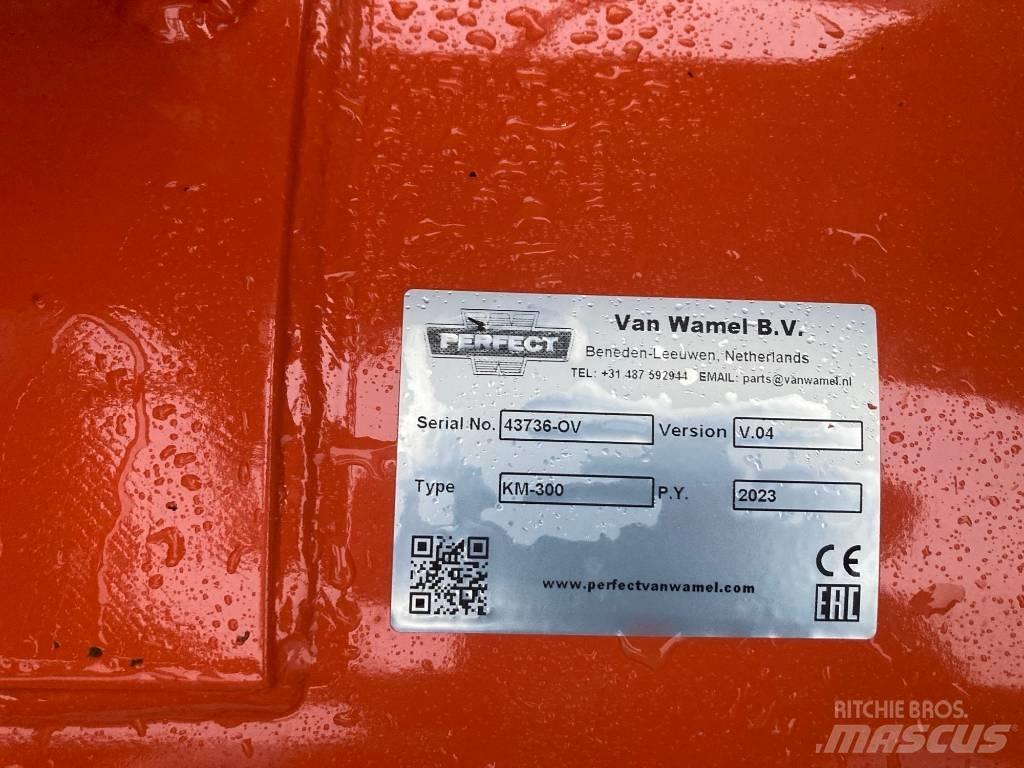 PERFECT
Van Wamel B.V.
Beneden-Leeuwen, Netherlands
TEL: +31 487 592944 EMAIL: parts@vanwamel.nl
Serial No. 43736-OV Version V.04
Type KM-300 P.Y. 2023
www.perfectvanwamel.com
CE
EAC
RITCHIE BROS.
MASCUS